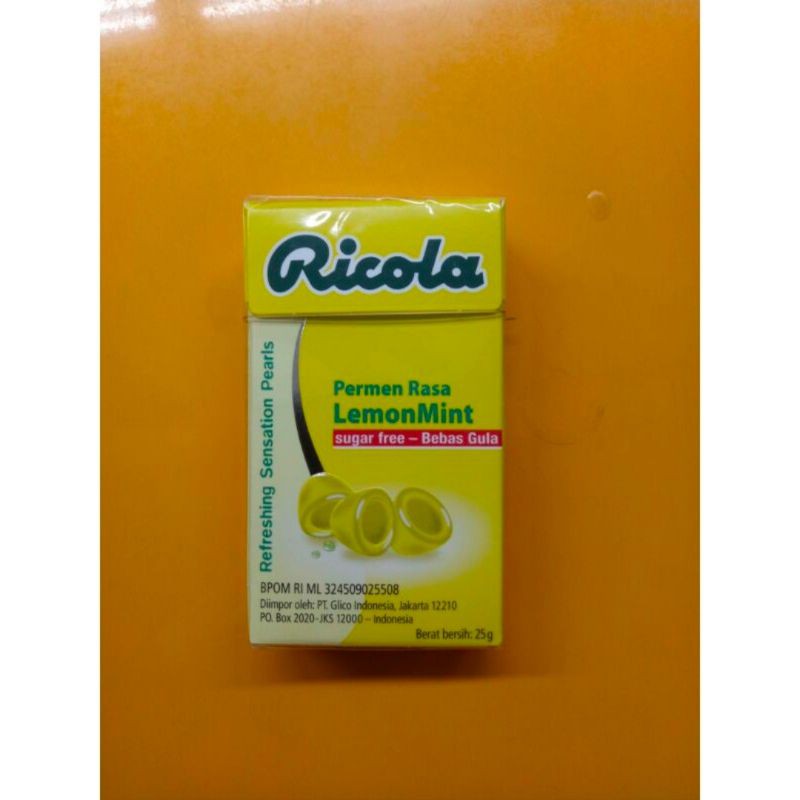 Ricola
Refreshing Sensation Pearls
Permen Rasa
LemonMint
sugar free – Bebas Gula
BPOM RI ML 324509025508
Diimpor oleh: PT. Glico Indonesia, Jakarta 12210
PO. Box 2020-JKS 12000 – Indonesia
Berat bersih: 25g